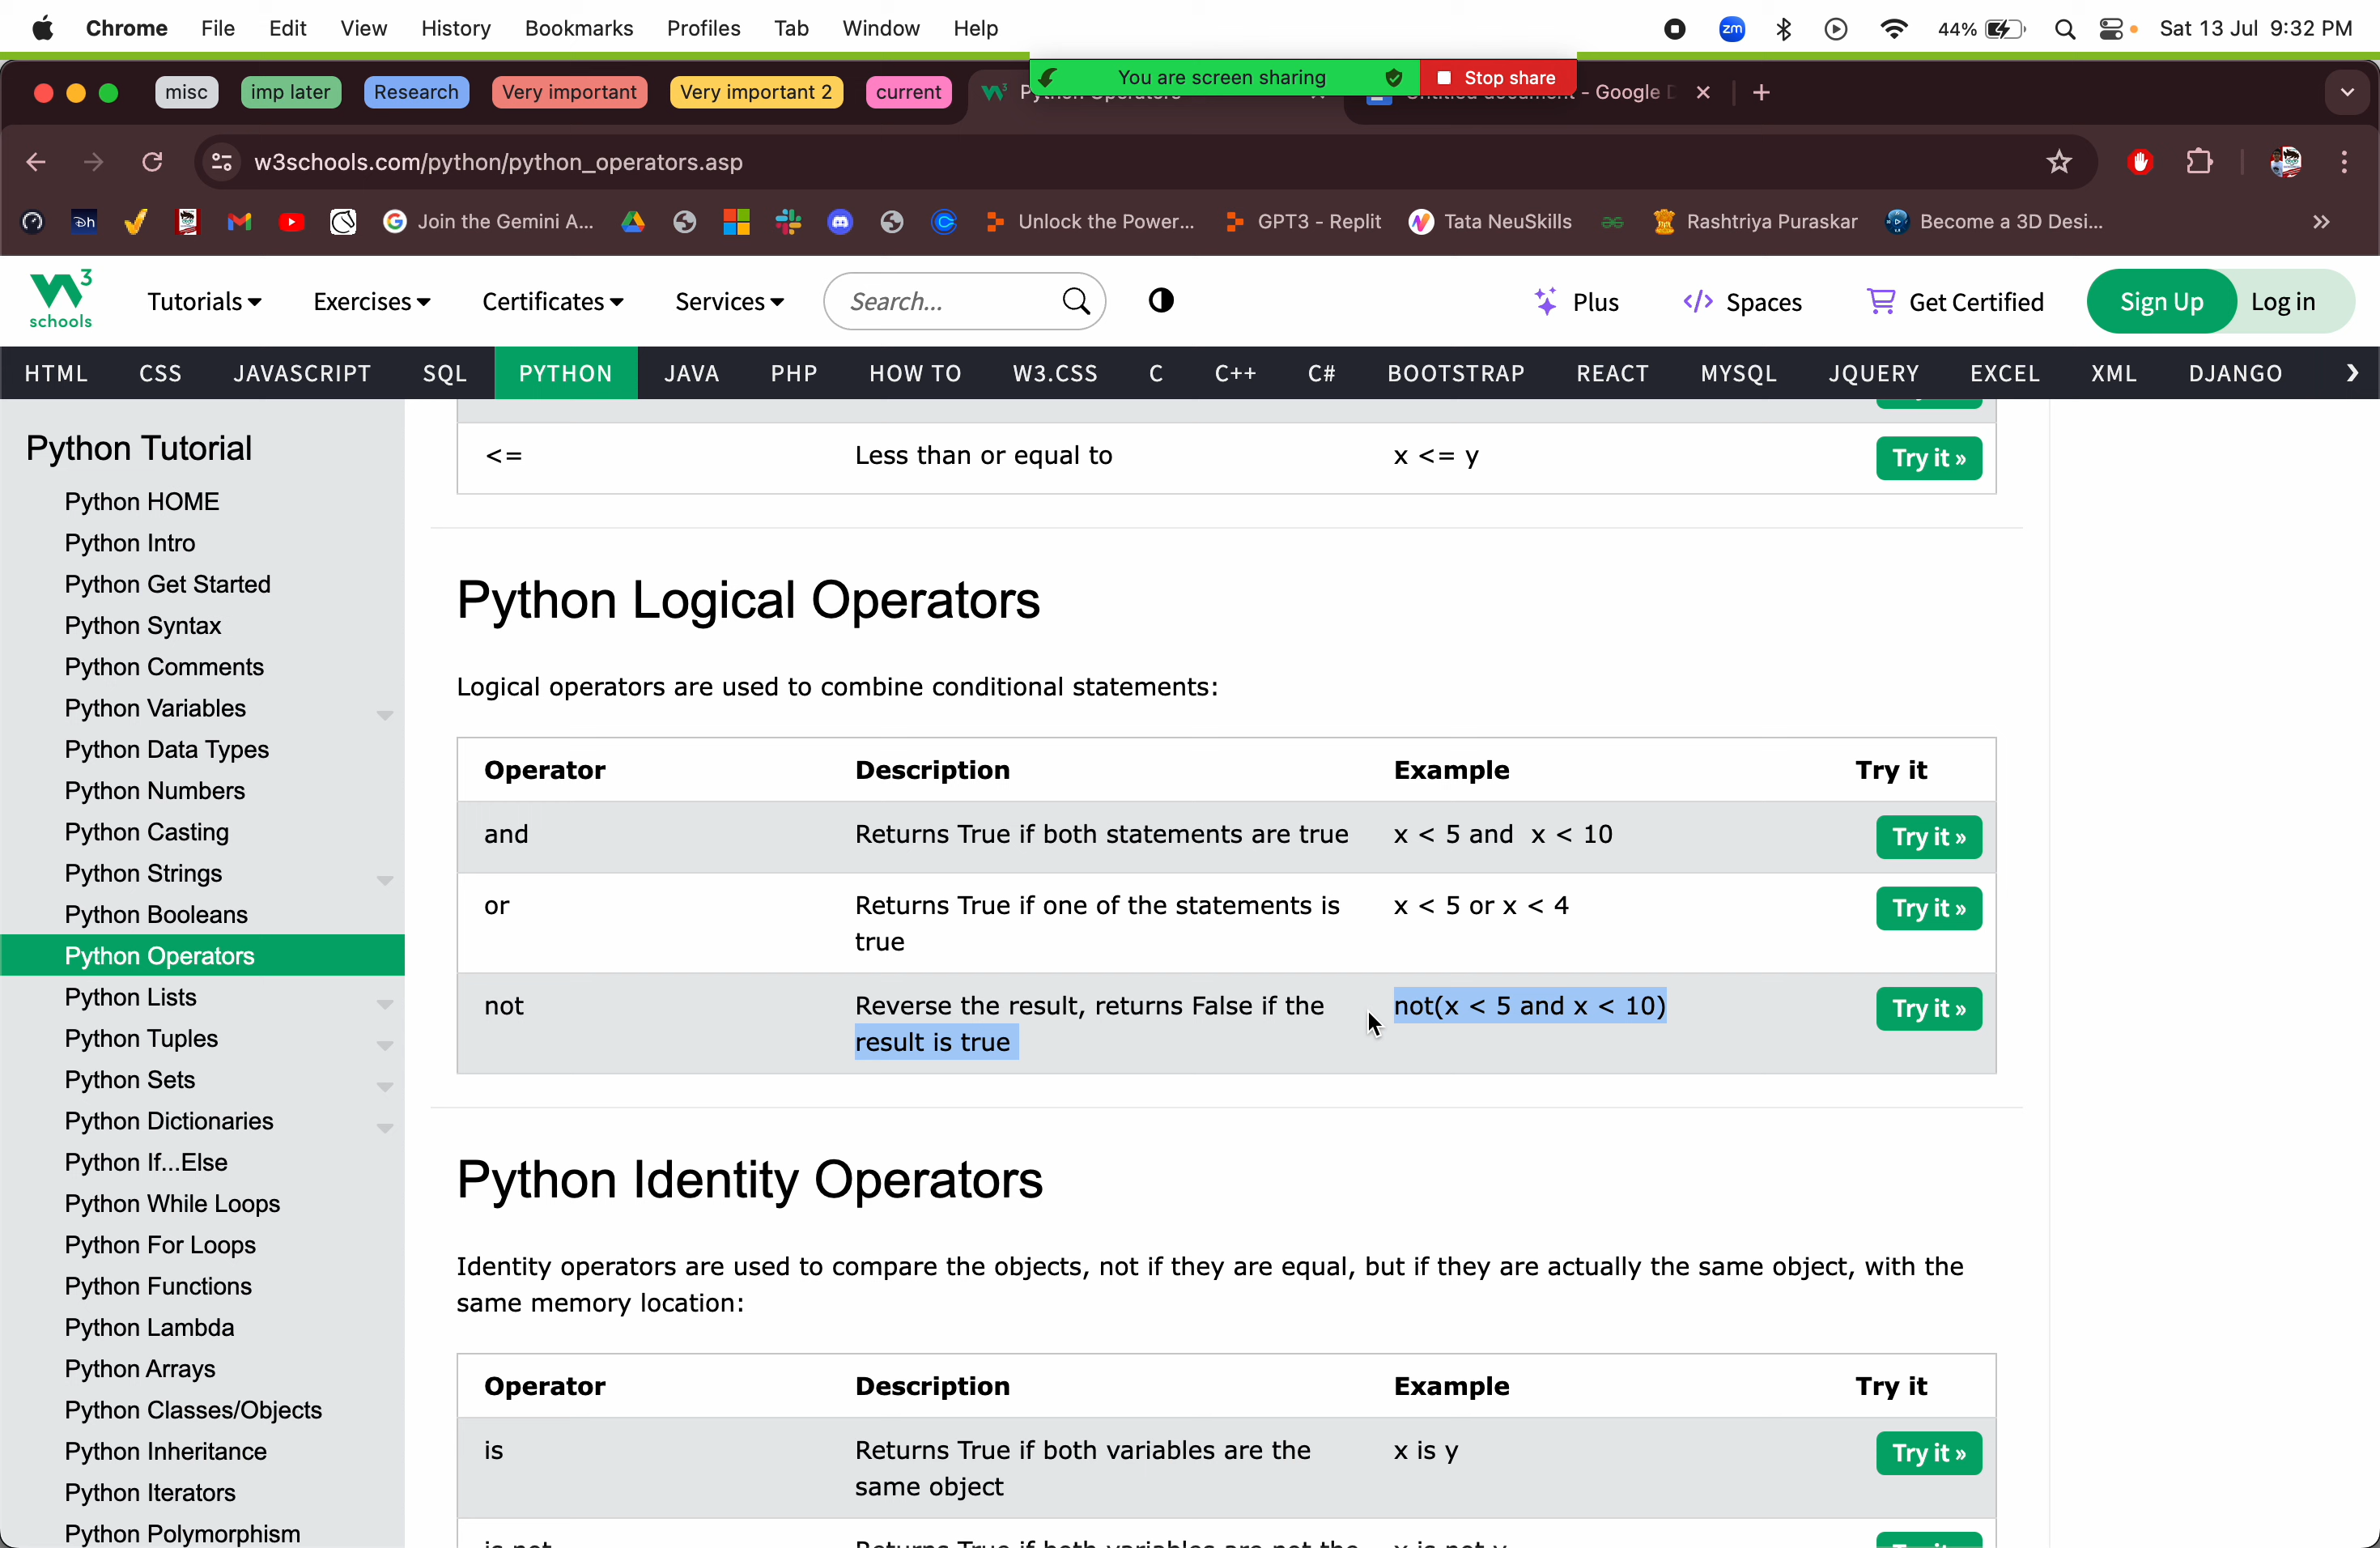 Chrome File Edit View History Bookmarks Profiles Tab Window Help zm 44% Sat 13 Jul 9:32 PM
You are screen sharing Stop share
misc imp later Research Very important Very important 2 current - Google
w3schools.com/python/python_operators.asp
Join the Gemini A... Unlock the Power... GPT3 - Replit Tata NeuSkills Rashtriya Puraskar Become a 3D Desi...
W3 schools Tutorials Exercises Certificates Services Search... Plus Spaces Get Certified Sign Up Log in
HTML CSS JAVASCRIPT SQL PYTHON JAVA PHP HOW TO W3.CSS C C++ C# BOOTSTRAP REACT MYSQL JQUERY EXCEL XML DJANGO
Python Tutorial
Python HOME
Python Intro
Python Get Started
Python Syntax
Python Comments
Python Variables
Python Data Types
Python Numbers
Python Casting
Python Strings
Python Booleans
Python Operators
Python Lists
Python Tuples
Python Sets
Python Dictionaries
Python If...Else
Python While Loops
Python For Loops
Python Functions
Python Lambda
Python Arrays
Python Classes/Objects
Python Inheritance
Python Iterators
Python Polymorphism
<= Less than or equal to x <= y Try it »
Python Logical Operators
Logical operators are used to combine conditional statements:
Operator Description Example Try it
and Returns True if both statements are true x < 5 and  x < 10 Try it »
or Returns True if one of the statements is x < 5 or x < 4 Try it »
true
not Reverse the result, returns False if the not(x < 5 and x < 10) Try it »
result is true
Python Identity Operators
Identity operators are used to compare the objects, not if they are equal, but if they are actually the same object, with the
same memory location:
Operator Description Example Try it
is Returns True if both variables are the x is y Try it »
same object